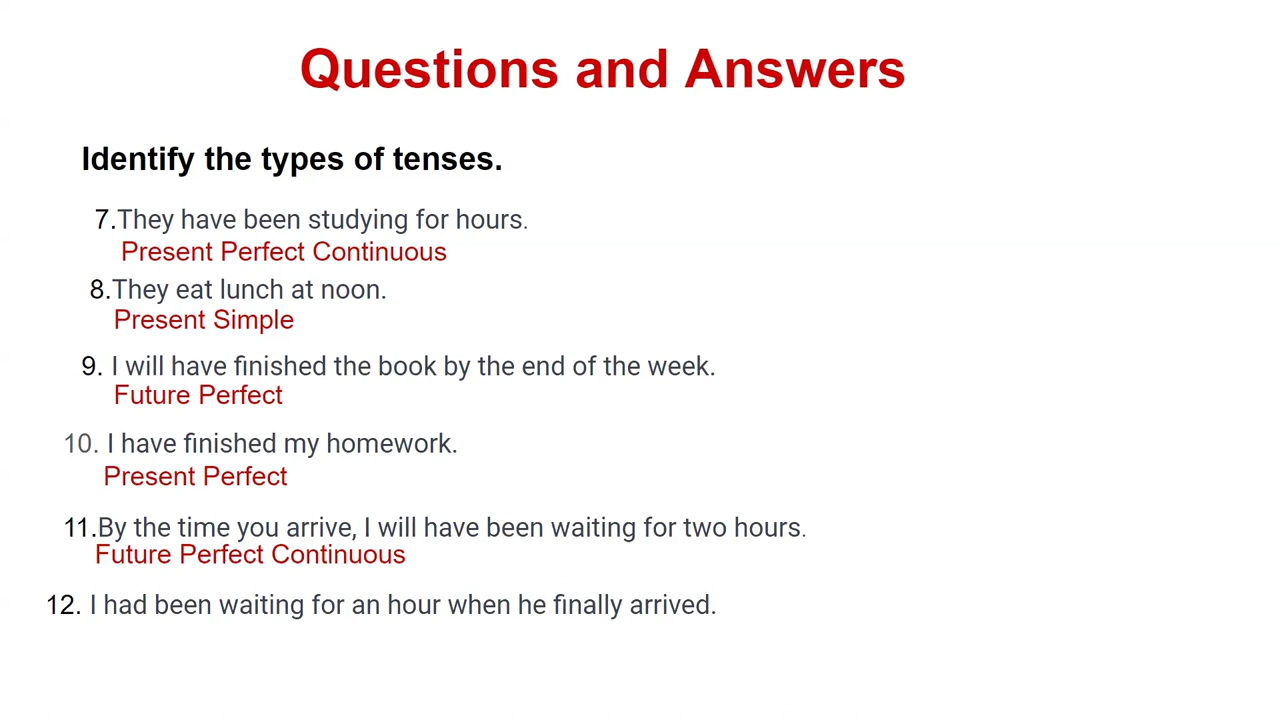 Questions and Answers
Identify the types of tenses.
7.They have been studying for hours.
Present Perfect Continuous
8.They eat lunch at noon.
Present Simple
9. I will have finished the book by the end of the week.
Future Perfect
10. I have finished my homework.
Present Perfect
11.By the time you arrive, I will have been waiting for two hours.
Future Perfect Continuous
12. I had been waiting for an hour when he finally arrived.